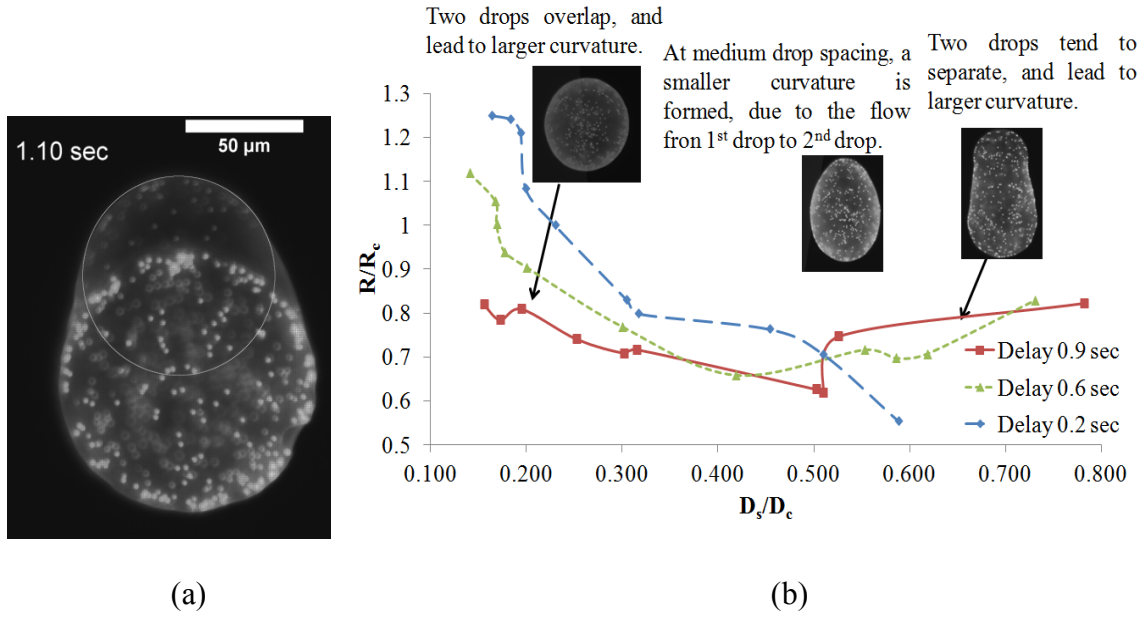 1.10 sec
50 µm
(a)
Two drops overlap, and
lead to larger curvature.
At medium drop spacing, a
smaller curvature is
formed, due to the flow
fron 1st drop to 2nd drop.
Two drops tend to
separate, and lead to
larger curvature.
1.3
1.2
1.1
1
0.9
0.8
0.7
0.6
0.5
R/Rc
0.100 0.200 0.300 0.400 0.500 0.600 0.700 0.800
Ds/Dc
Delay 0.9 sec
Delay 0.6 sec
Delay 0.2 sec
(b)